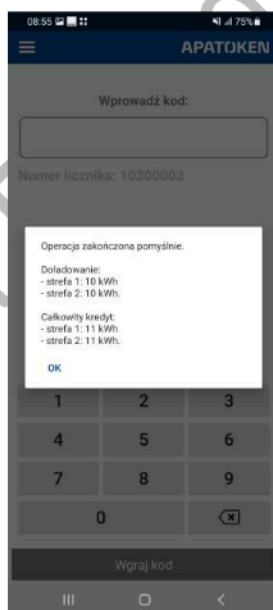 08:55
75%
APATOKEN
Wprowadź kod:
Numer licznika: 10300003
Operacja zakończona pomyślnie.
Doładowanie:
- strefa 1: 10 kWh
- strefa 2: 10 kWh.
Całkowity kredyt:
- strefa 1: 11 kWh
- strefa 2: 11 kWh.
OK
1 2 3
4 5 6
7 8 9
0
Wgraj kod